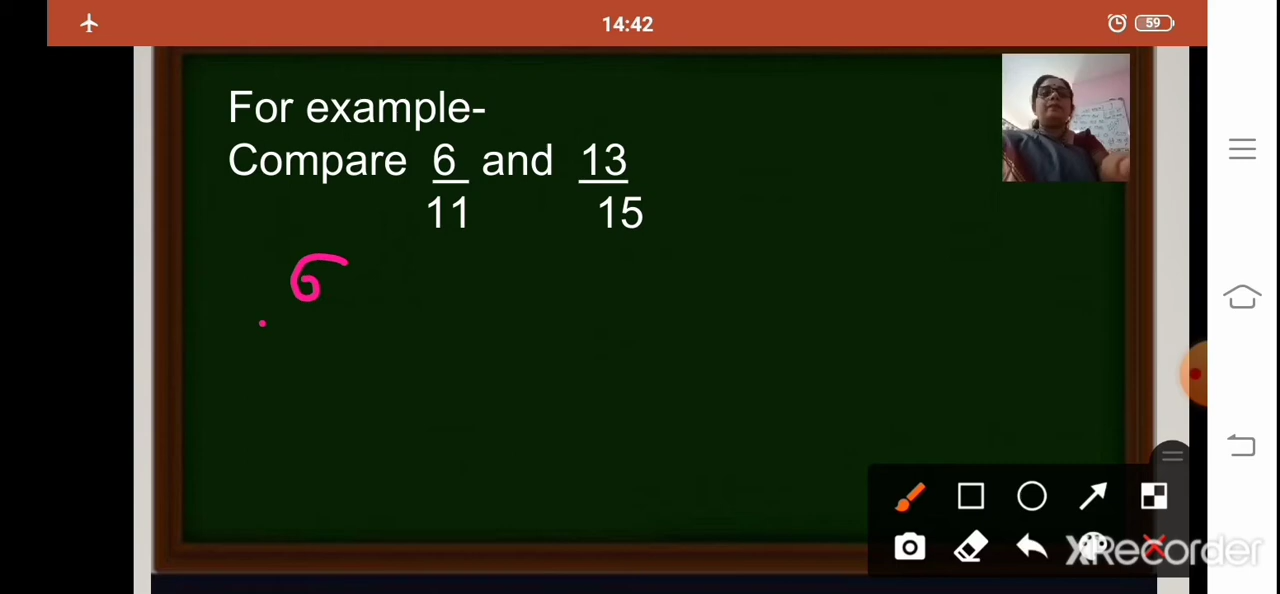 14:42
59
For example-
Compare 6 and 13
11 15
6
XRecorder